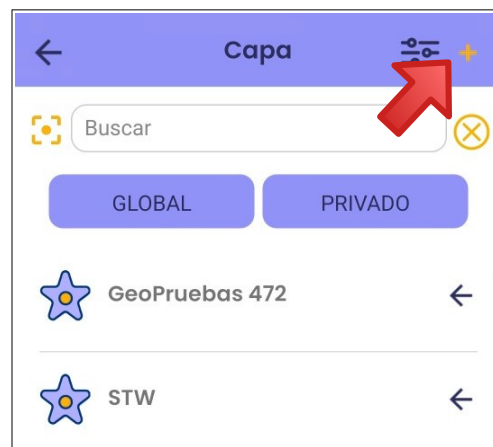 Capa
Buscar
GLOBAL PRIVADO
GeoPruebas 472
STW